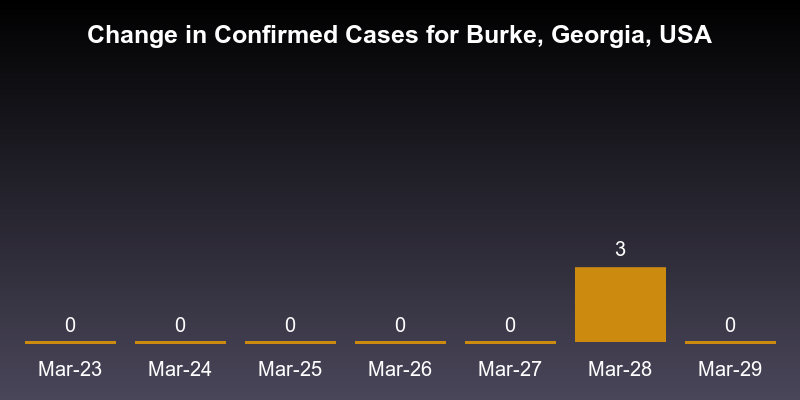 Change in Confirmed Cases for Burke, Georgia, USA
3
0 0 0 0 0 0
Mar-23 Mar-24 Mar-25 Mar-26 Mar-27 Mar-28 Mar-29